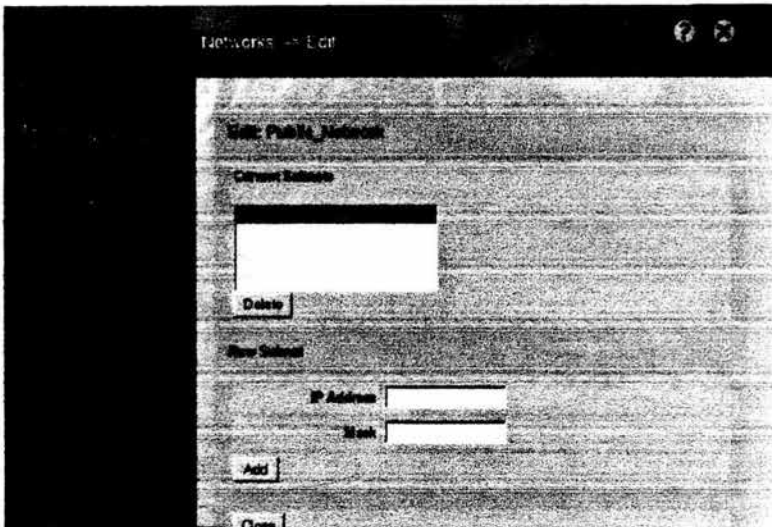 Networks -> Edit
Edit: Public_Network
Current Subnets
Delete
New Subnet
IP Address
Mask
Add
Close